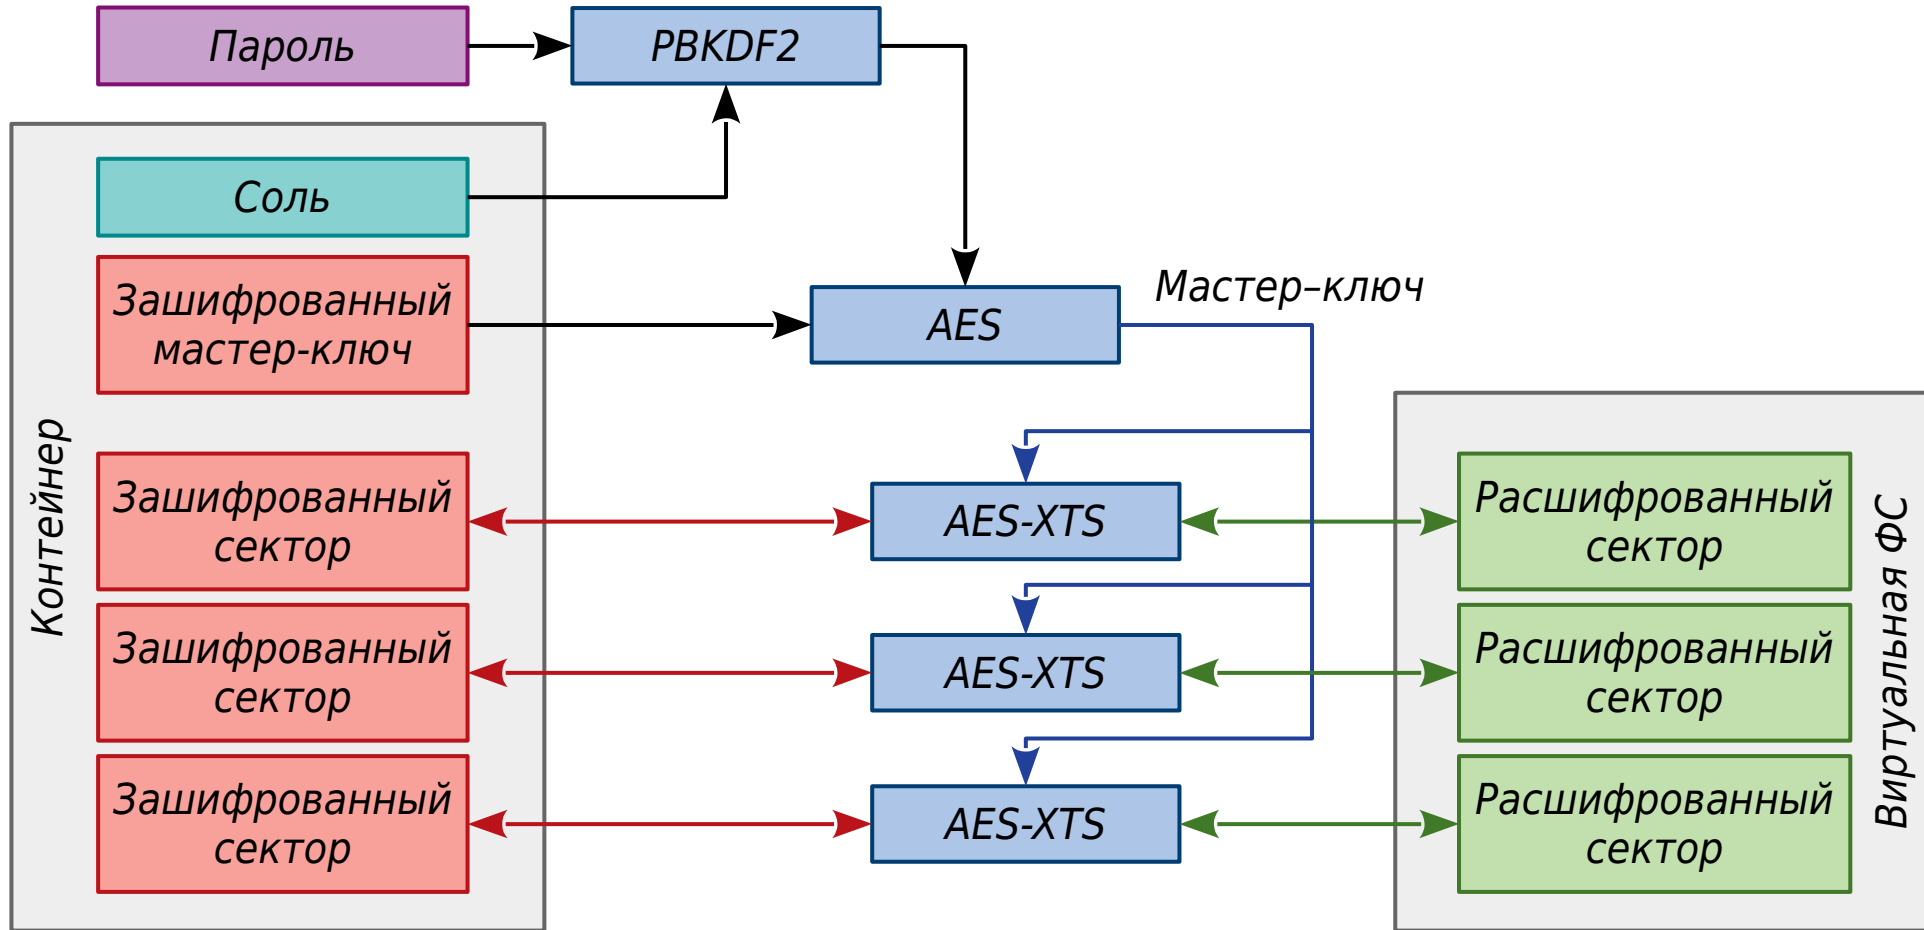 Пароль
PBKDF2
Соль
Зашифрованный
мастер-ключ
AES
Мастер–ключ
Контейнер
Зашифрованный
сектор
AES-XTS
Расшифрованный
сектор
Зашифрованный
сектор
AES-XTS
Расшифрованный
сектор
Зашифрованный
сектор
AES-XTS
Расшифрованный
сектор
Виртуальная ФС